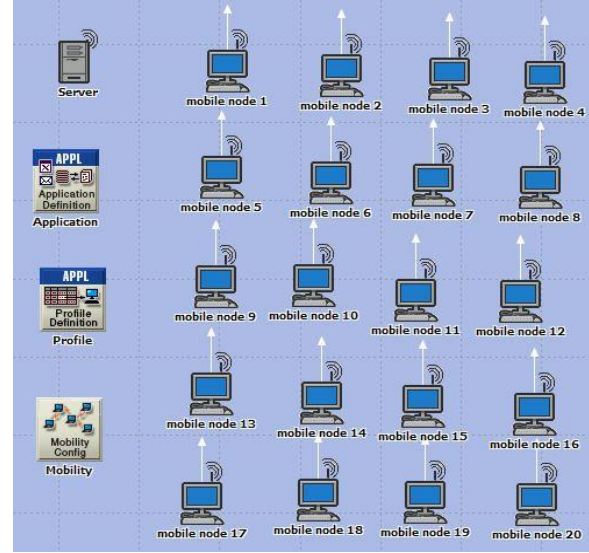 Server
mobile node 1
mobile node 2
mobile node 3
mobile node 4
APPL
Application
Definition
Application
mobile node 5
mobile node 6
mobile node 7
mobile node 8
APPL
Profile
Definition
Profile
mobile node 9
mobile node 10
mobile node 11
mobile node 12
Mobility
Config
Mobility
mobile node 13
mobile node 14
mobile node 15
mobile node 16
mobile node 17
mobile node 18
mobile node 19
mobile node 20